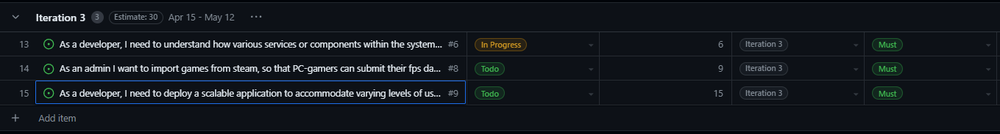 Iteration 3 3 Estimate: 30 Apr 15 - May 12 ...
13 As a developer, I need to understand how various services or components within the system... #6 In Progress 6 Iteration 3 Must
14 As an admin I want to import games from steam, so that PC-gamers can submit their fps da... #8 Todo 9 Iteration 3 Must
15 As a developer, I need to deploy a scalable application to accommodate varying levels of us... #9 Todo 15 Iteration 3 Must
+ Add item